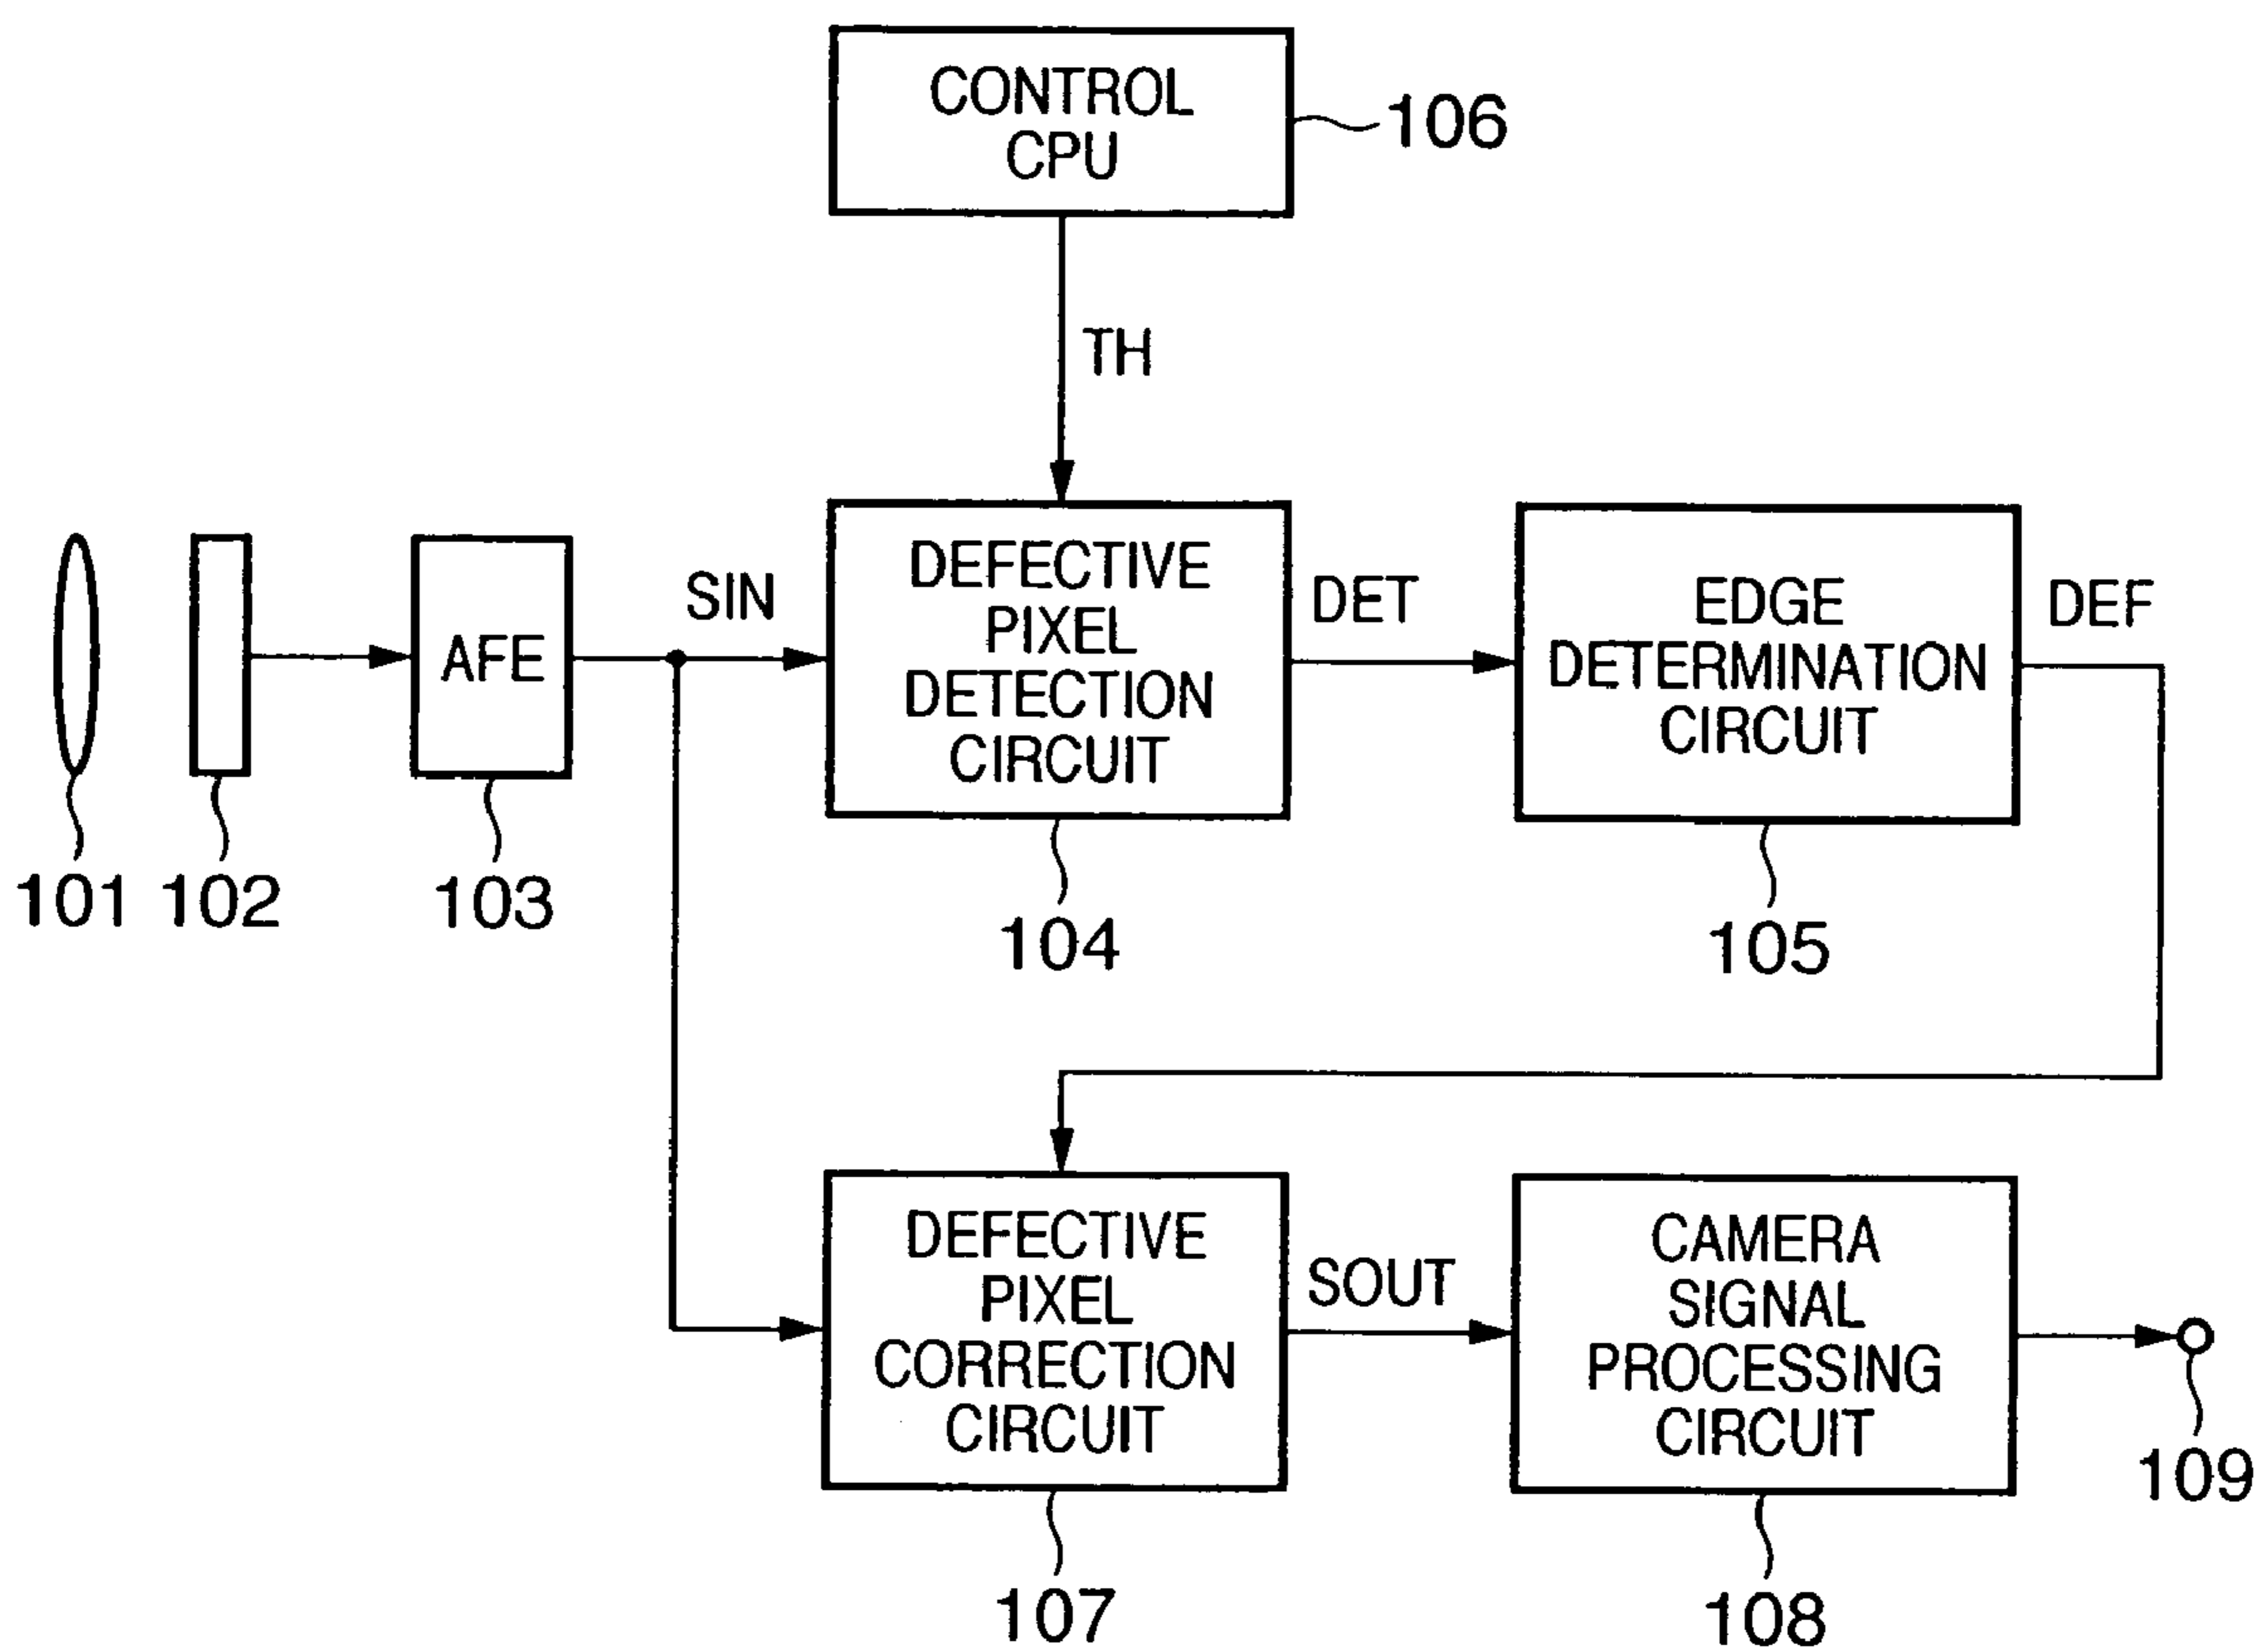 CONTROL
CPU
106
TH
SIN
AFE
DEFECTIVE
PIXEL
DETECTION
CIRCUIT
DET
EDGE
DETERMINATION
CIRCUIT
DEF
101
102
103
104
105
DEFECTIVE
PIXEL
CORRECTION
CIRCUIT
SOUT
CAMERA
SIGNAL
PROCESSING
CIRCUIT
109
107
108